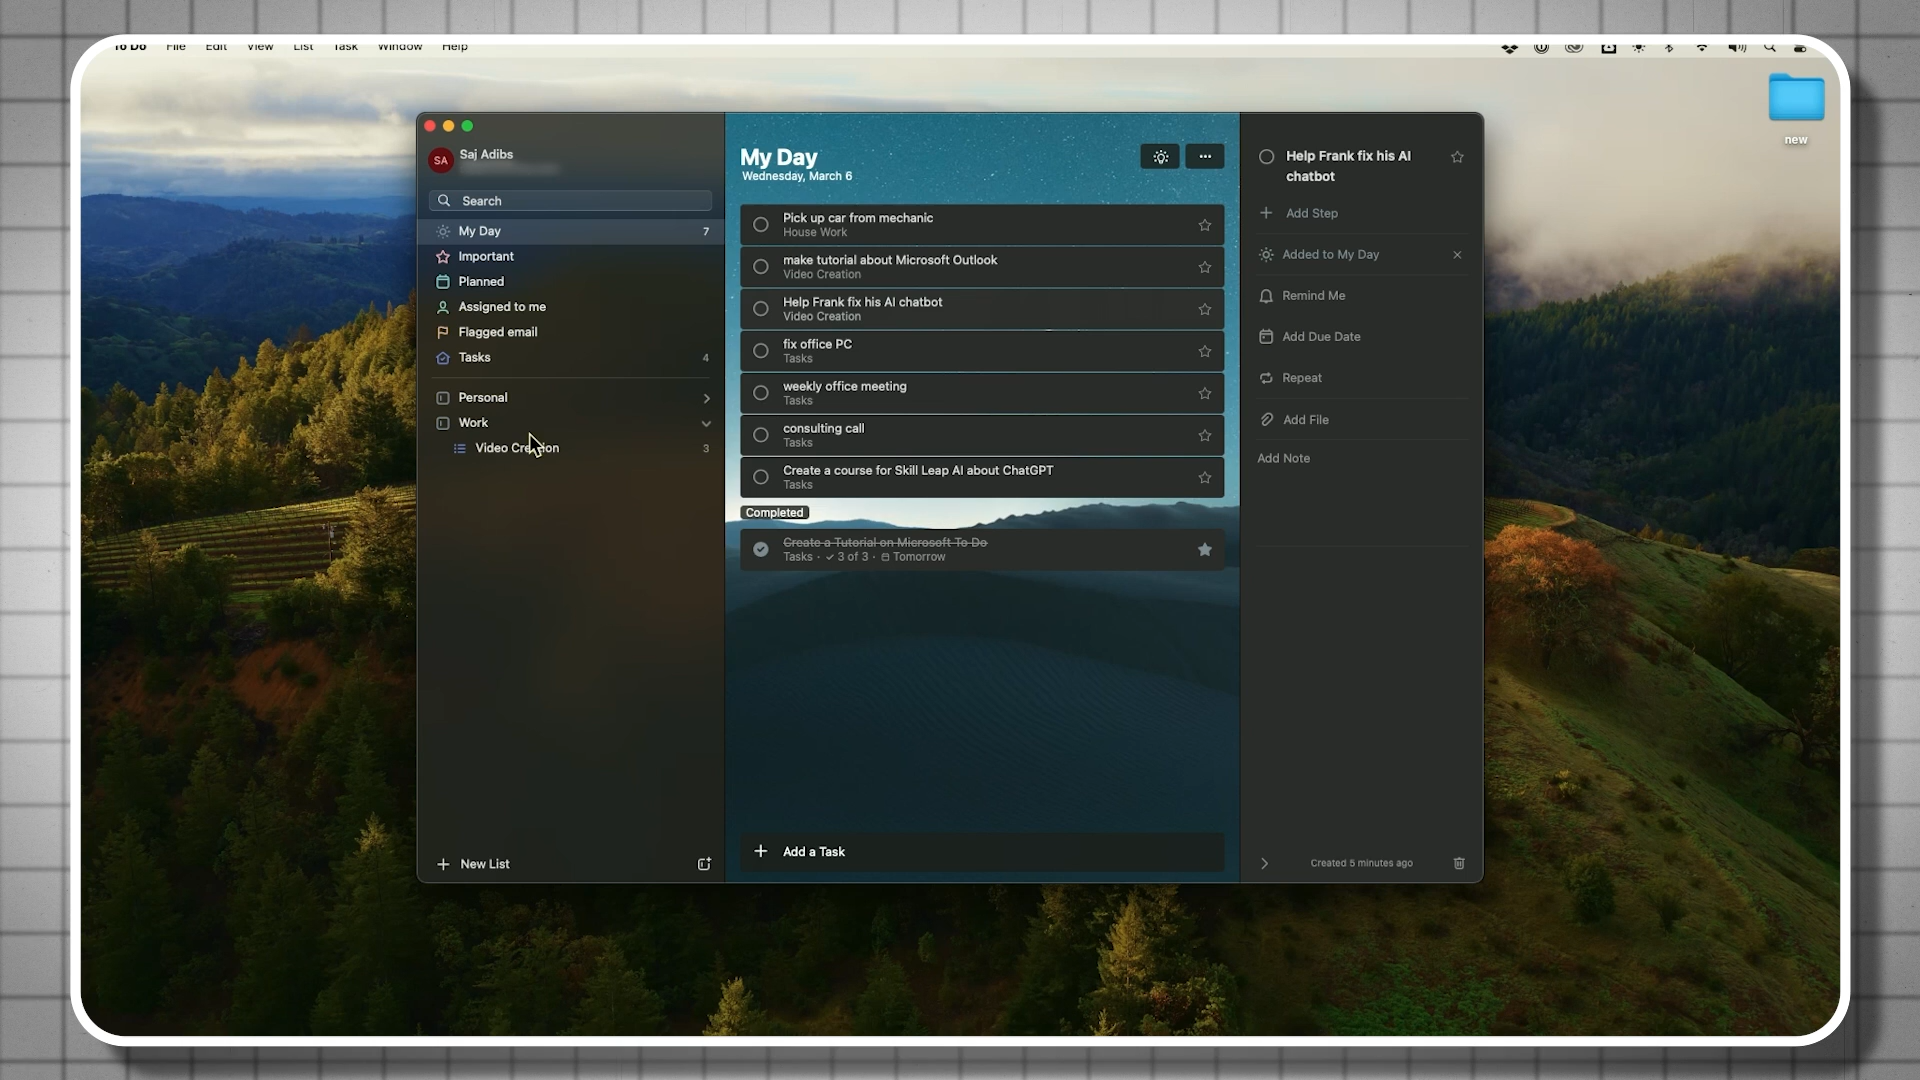 To Do File Edit View List Task Window Help
new
SA
Saj Adibs
Search
My Day 7
Important
Planned
Assigned to me
Flagged email
Tasks 4
Personal
Work
Video Creation 3
New List
My Day
Wednesday, March 6
Pick up car from mechanic
House Work
make tutorial about Microsoft Outlook
Video Creation
Help Frank fix his AI chatbot
Video Creation
fix office PC
Tasks
weekly office meeting
Tasks
consulting call
Tasks
Create a course for Skill Leap AI about ChatGPT
Tasks
Completed
Create a Tutorial on Microsoft To Do
Tasks · 3 of 3 · Tomorrow
Add a Task
Help Frank fix his AI
chatbot
Add Step
Added to My Day
Remind Me
Add Due Date
Repeat
Add File
Add Note
Created 5 minutes ago